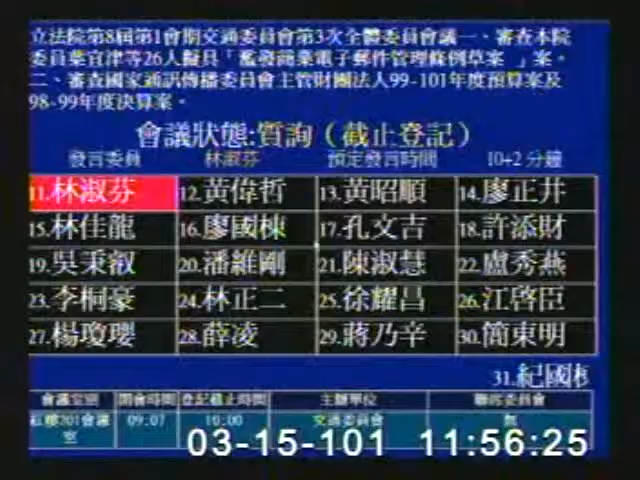 立法院第8屆第1會期交通委員會第3次全體委員會議一、審查本院
委員葉宜津等26人擬具「濫發商業電子郵件管理條例草案 」案。
二、審查國家通訊傳播委員會主管財團法人99-101年度預算案及
98-99年度決算案。
會議狀態:質詢（截止登記）
發言委員 林淑芬 預定發言時間 10+2 分鐘
11.林淑芬 12.黃偉哲 13.黃昭順 14.廖正井
15.林佳龍 16.廖國棟 17.孔文吉 18.許添財
19.吳秉叡 20.潘維剛 21.陳淑慧 22.盧秀燕
23.李桐豪 24.林正二 25.徐耀昌 26.江啓臣
27.楊瓊瓔 28.薛凌 29.蔣乃辛 30.簡東明
31.紀國棟
會議室別 開會時間 登記截止時間 主辦單位 聯席委員會
紅樓201會議 09:07 10:00 交通委員會 無
室
03-15-101 11:56:25